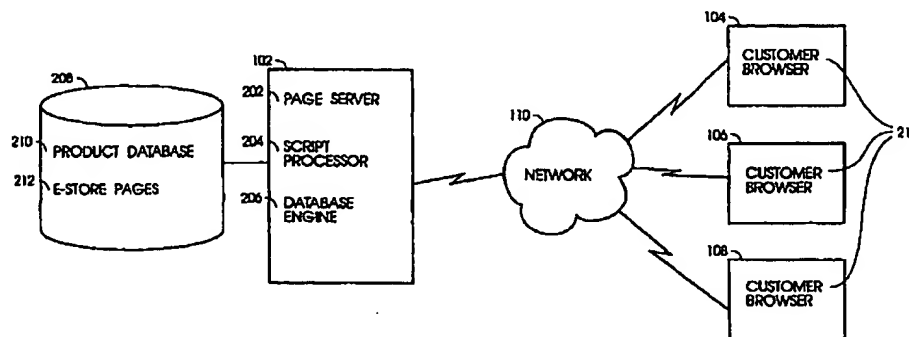 208
210 PRODUCT DATABASE
212 E-STORE PAGES
102
202 PAGE SERVER
204 SCRIPT
PROCESSOR
206 DATABASE
ENGINE
110
NETWORK
104
CUSTOMER
BROWSER
106
CUSTOMER
BROWSER
108
CUSTOMER
BROWSER